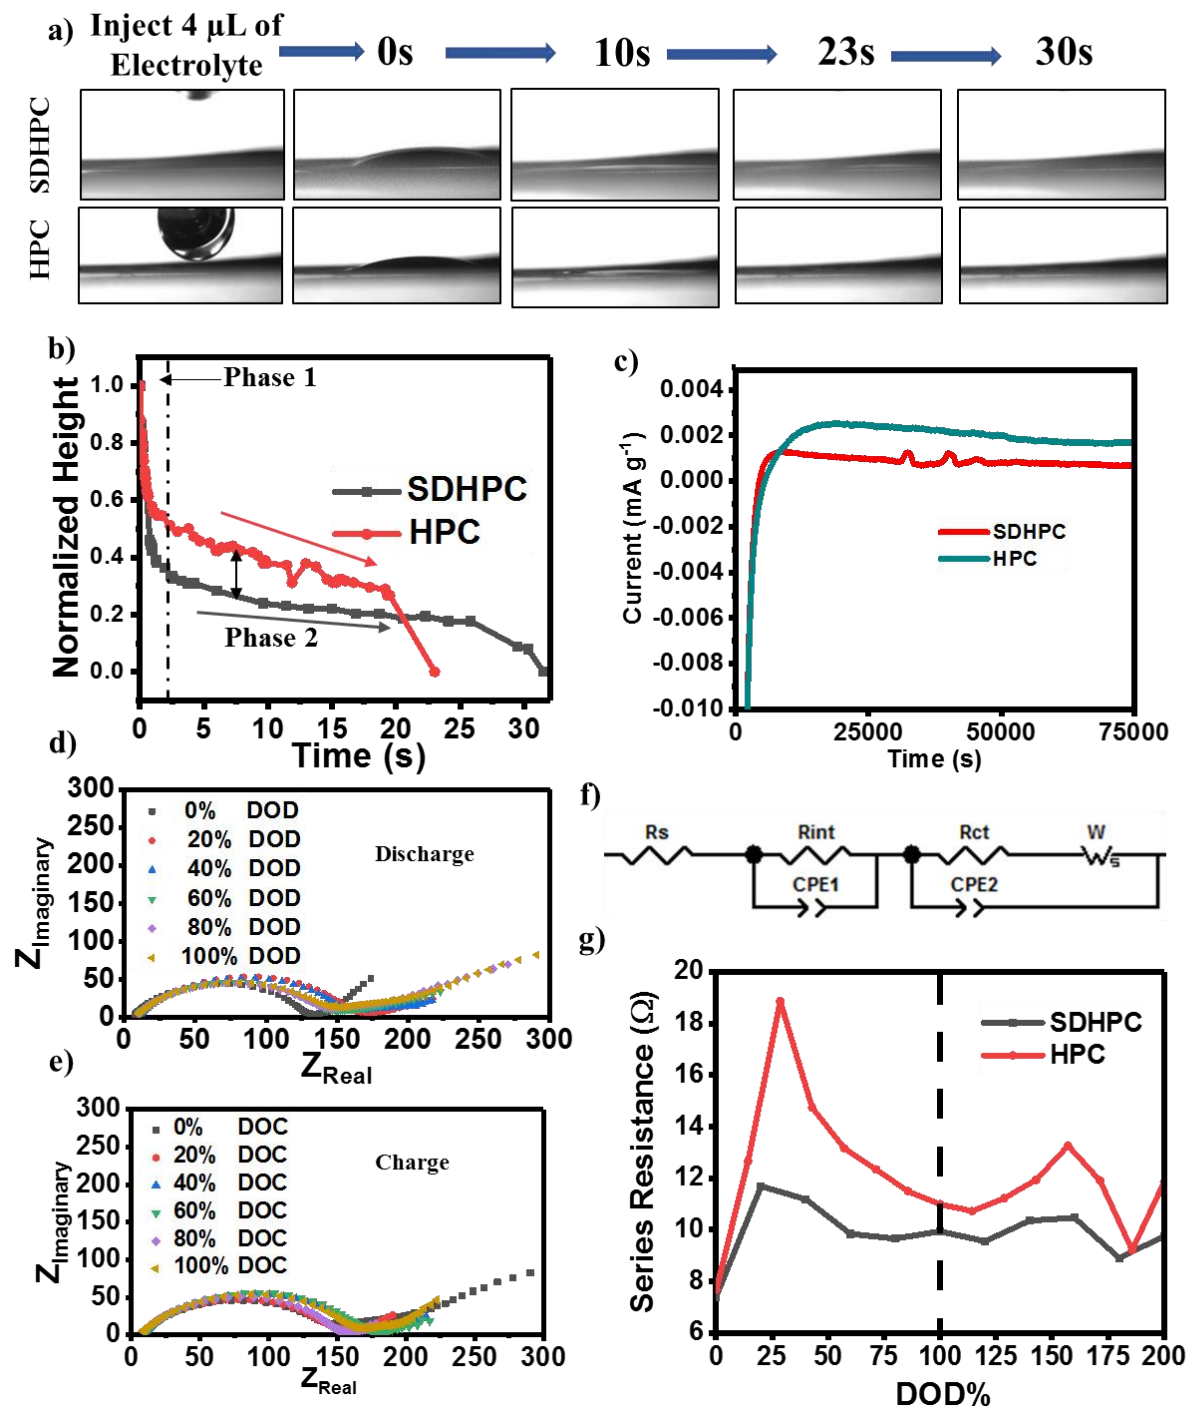 a)
Inject 4 µL of
Electrolyte
0s
10s
23s
30s
SDHPC
HPC
b)
Normalized Height
1.0
0.8
0.6
0.4
0.2
0.0
Phase 1
SDHPC
HPC
Phase 2
0 5 10 15 20 25 30
Time (s)
c)
Current (mA g⁻¹)
0.004
0.002
0.000
-0.002
-0.004
-0.006
-0.008
-0.010
SDHPC
HPC
0 25000 50000 75000
Time (s)
d)
Z_Imaginary
300
250
200
150
100
50
0
0% DOD
20% DOD
40% DOD
60% DOD
80% DOD
100% DOD
Discharge
0 50 100 150 200 250 300
Z_Real
e)
Z_Imaginary
300
250
200
150
100
50
0
0% DOC
20% DOC
40% DOC
60% DOC
80% DOC
100% DOC
Charge
0 50 100 150 200 250 300
Z_Real
f)
Rs
Rint
CPE1
Rct
W
s
CPE2
g)
Series Resistance (Ω)
20
18
16
14
12
10
8
6
SDHPC
HPC
0 25 50 75 100 125 150 175 200
DOD%